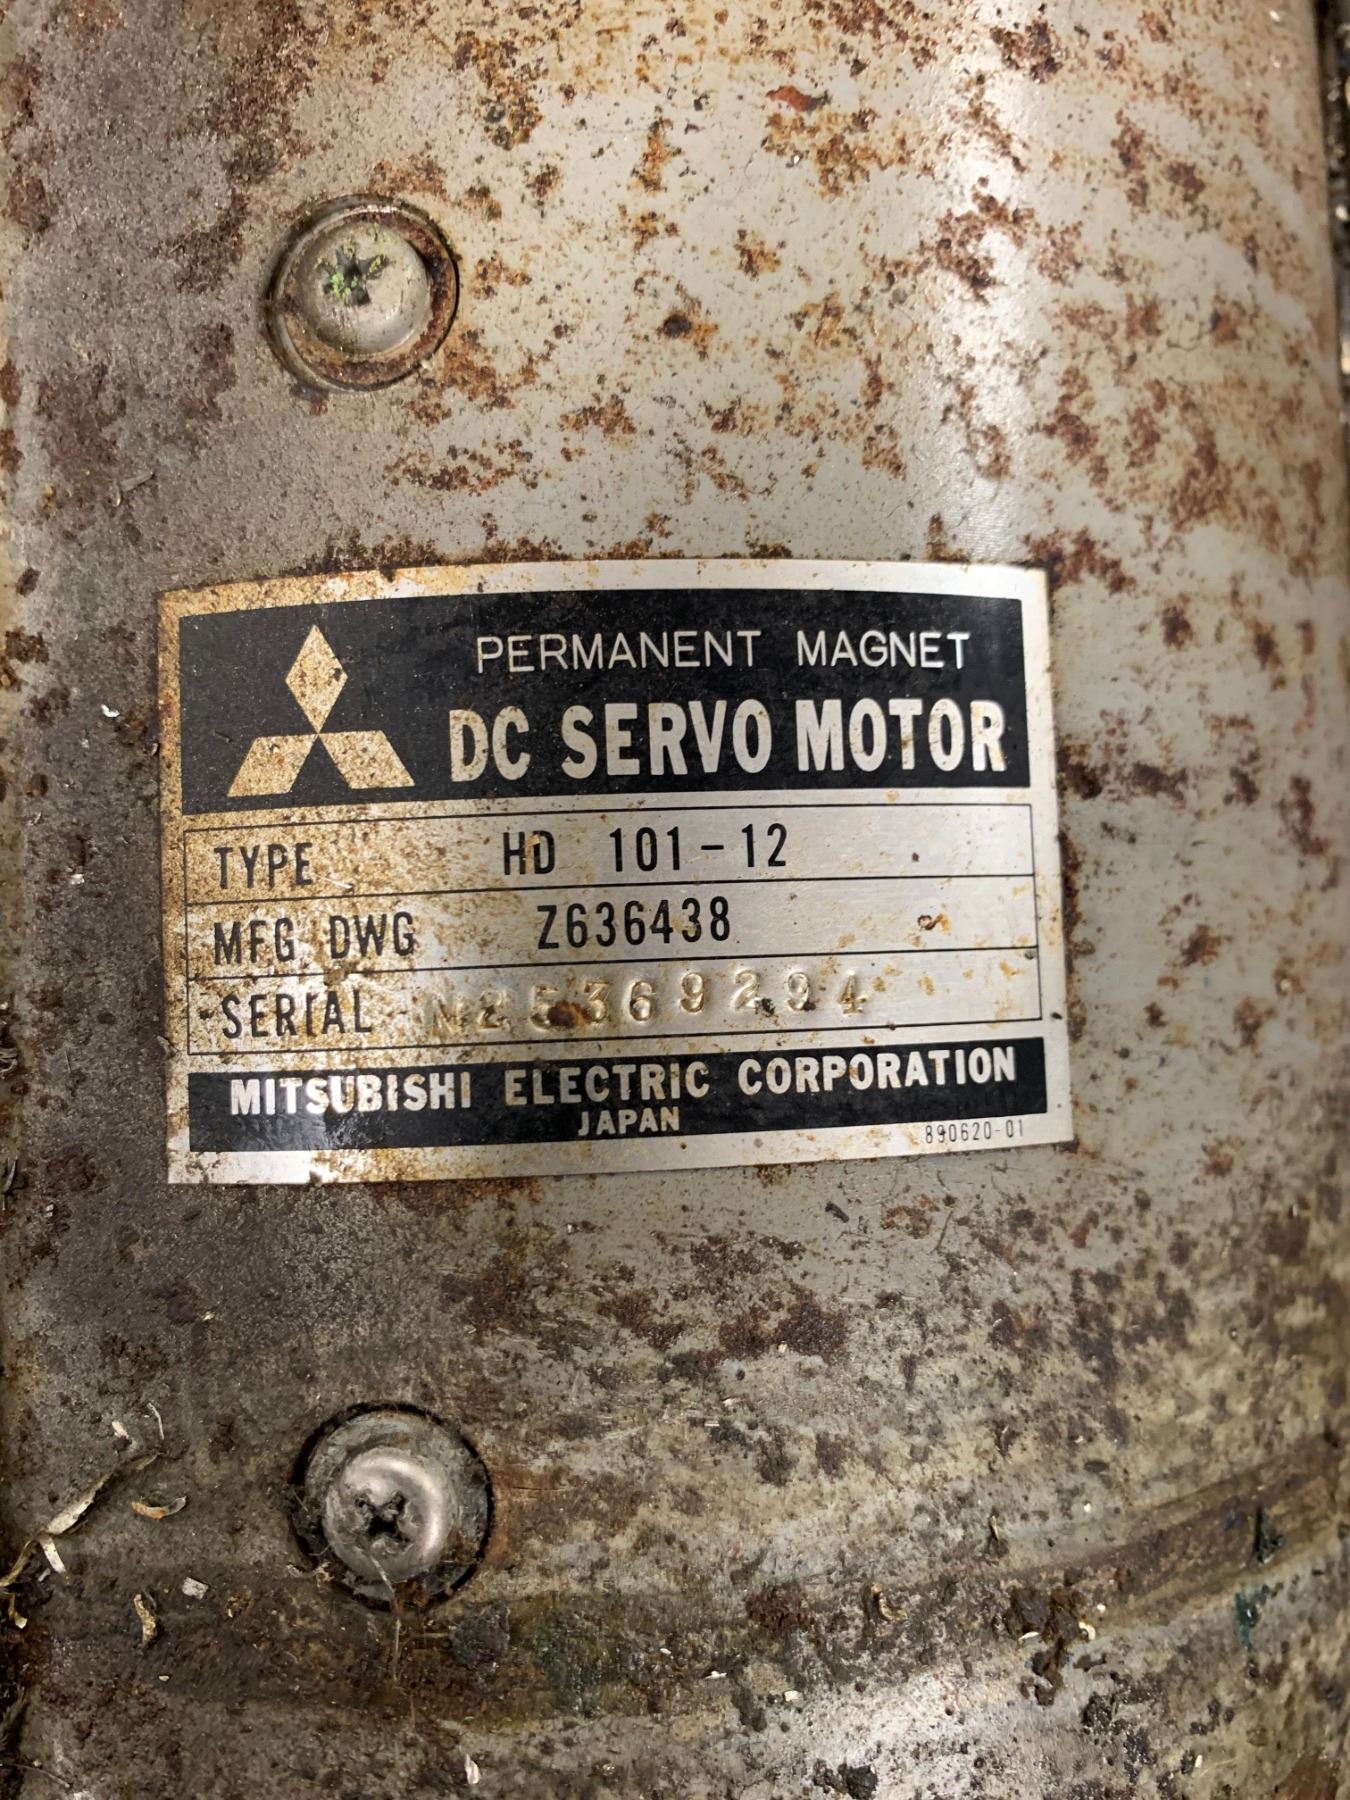 PERMANENT MAGNET
DC SERVO MOTOR
TYPE HD 101-12
MFG DWG Z636438
SERIAL N25369294
MITSUBISHI ELECTRIC CORPORATION
JAPAN
890620-01